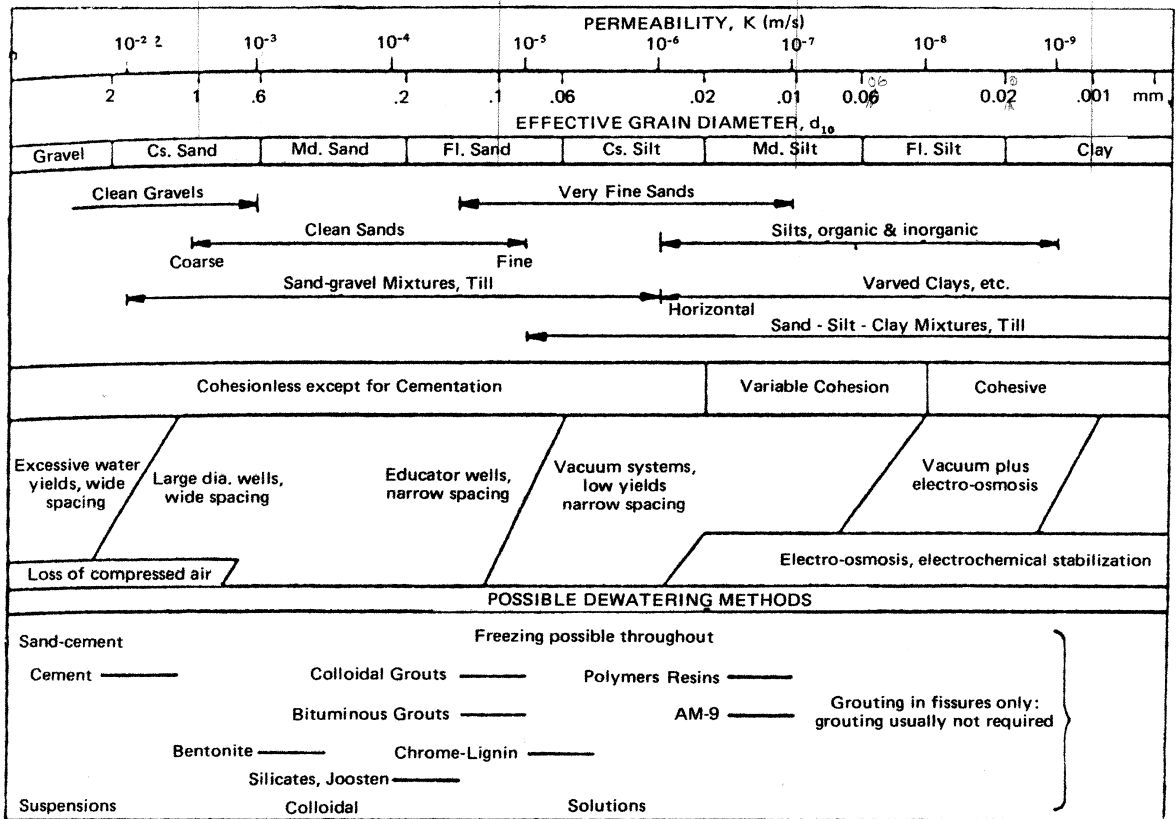 PERMEABILITY, K (m/s)
10-2 2 10-3 10-4 10-5 10-6 10-7 10-8 10-9
2 1 .6 .2 .1 .06 .02 .01 0.06 06 0.02 .001 mm
EFFECTIVE GRAIN DIAMETER, d10
Gravel Cs. Sand Md. Sand Fl. Sand Cs. Silt Md. Silt Fl. Silt Clay
Clean Gravels Very Fine Sands
Clean Sands Silts, organic & inorganic
Coarse Fine
Sand-gravel Mixtures, Till Varved Clays, etc.
Horizontal
Sand - Silt - Clay Mixtures, Till
Cohesionless except for Cementation Variable Cohesion Cohesive
Excessive water
yields, wide
spacing
Large dia. wells,
wide spacing
Educator wells,
narrow spacing
Vacuum systems,
low yields
narrow spacing
Vacuum plus
electro-osmosis
Loss of compressed air
Electro-osmosis, electrochemical stabilization
POSSIBLE DEWATERING METHODS
Sand-cement Freezing possible throughout
Cement Colloidal Grouts Polymers Resins
Bituminous Grouts AM-9
Grouting in fissures only:
grouting usually not required
Bentonite Chrome-Lignin
Silicates, Joosten
Suspensions Colloidal Solutions